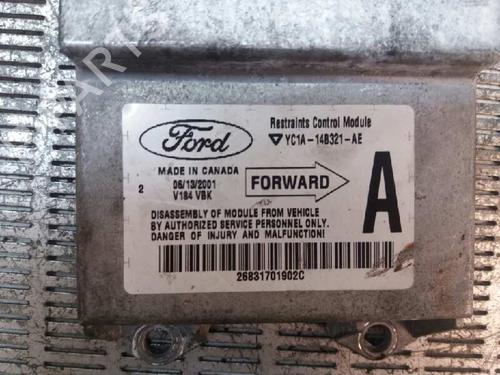 Ford
Restraints Control Module
YC1A-14B321-AE
MADE IN CANADA
06/13/2001
V184 VBK
2
FORWARD
A
DISASSEMBLY OF MODULE FROM VEHICLE
BY AUTHORIZED SERVICE PERSONNEL ONLY.
DANGER OF INJURY AND MALFUNCTION!
26831701902C